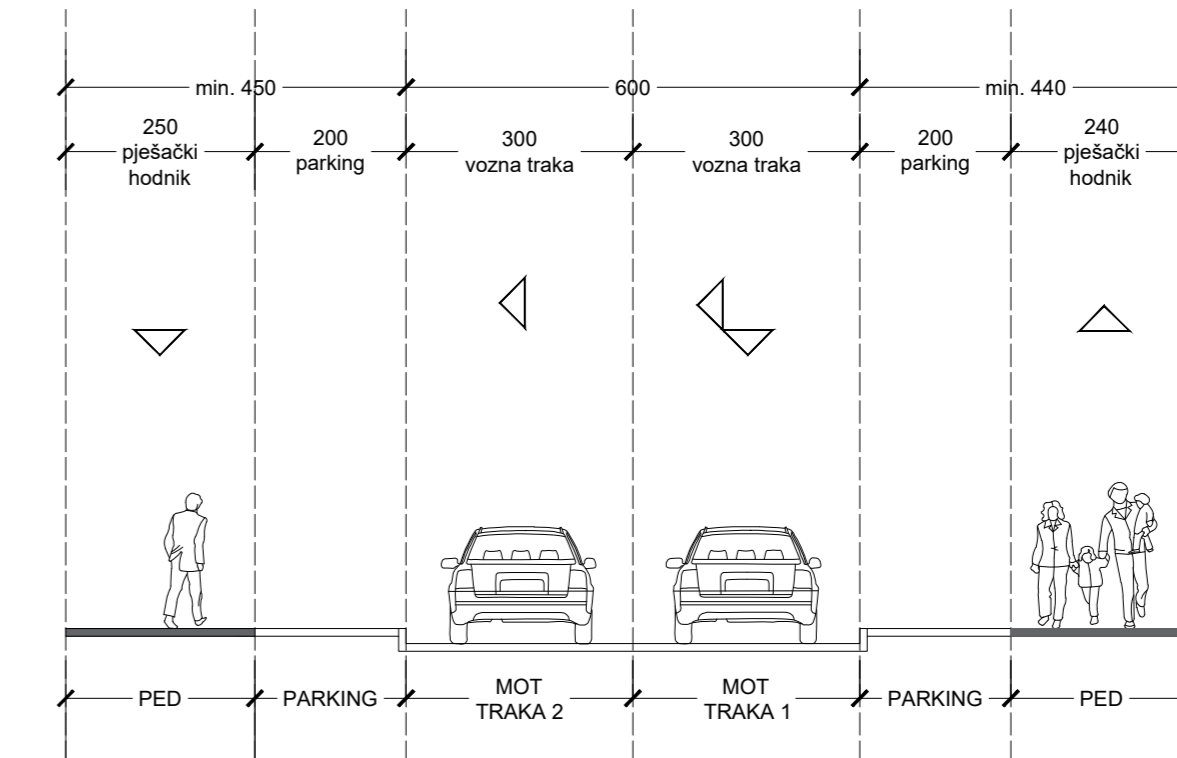 min. 450
600
min. 440
250
pješački
hodnik
200
parking
300
vozna traka
300
vozna traka
200
parking
240
pješački
hodnik
PED
PARKING
MOT
TRAKA 2
MOT
TRAKA 1
PARKING
PED